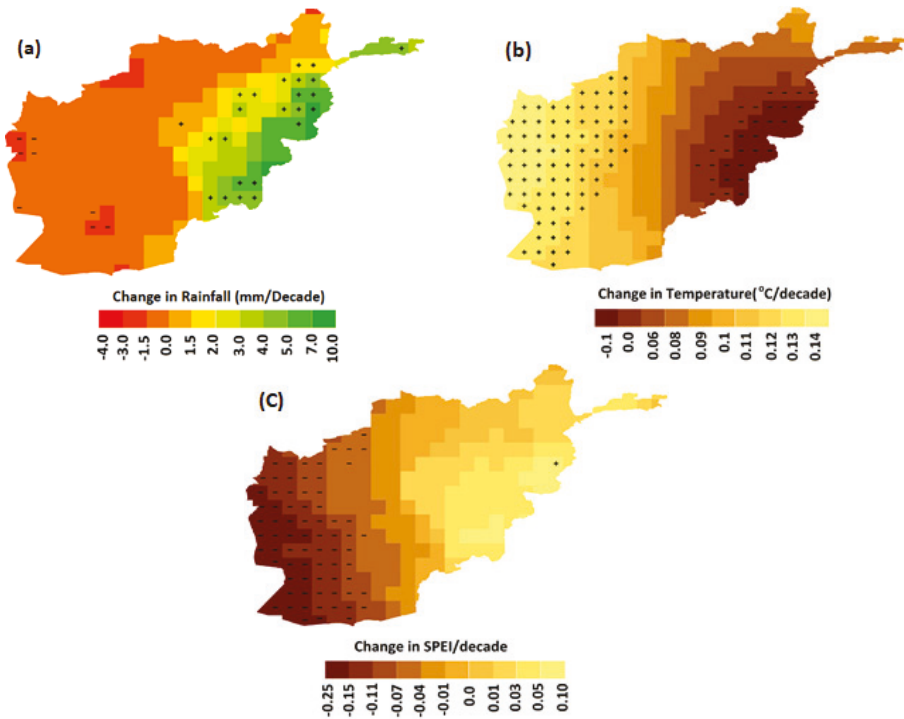 (a)
(b)
Change in Rainfall (mm/Decade)
-4.0 -3.0 -1.5 0.0 1.5 2.0 3.0 4.0 5.0 7.0 10.0
Change in Temperature(°C/decade)
-0.1 0.0 0.06 0.08 0.09 0.1 0.11 0.12 0.13 0.14
(C)
Change in SPEI/decade
-0.25 -0.15 -0.11 -0.07 -0.04 -0.01 0.0 0.01 0.03 0.05 0.10